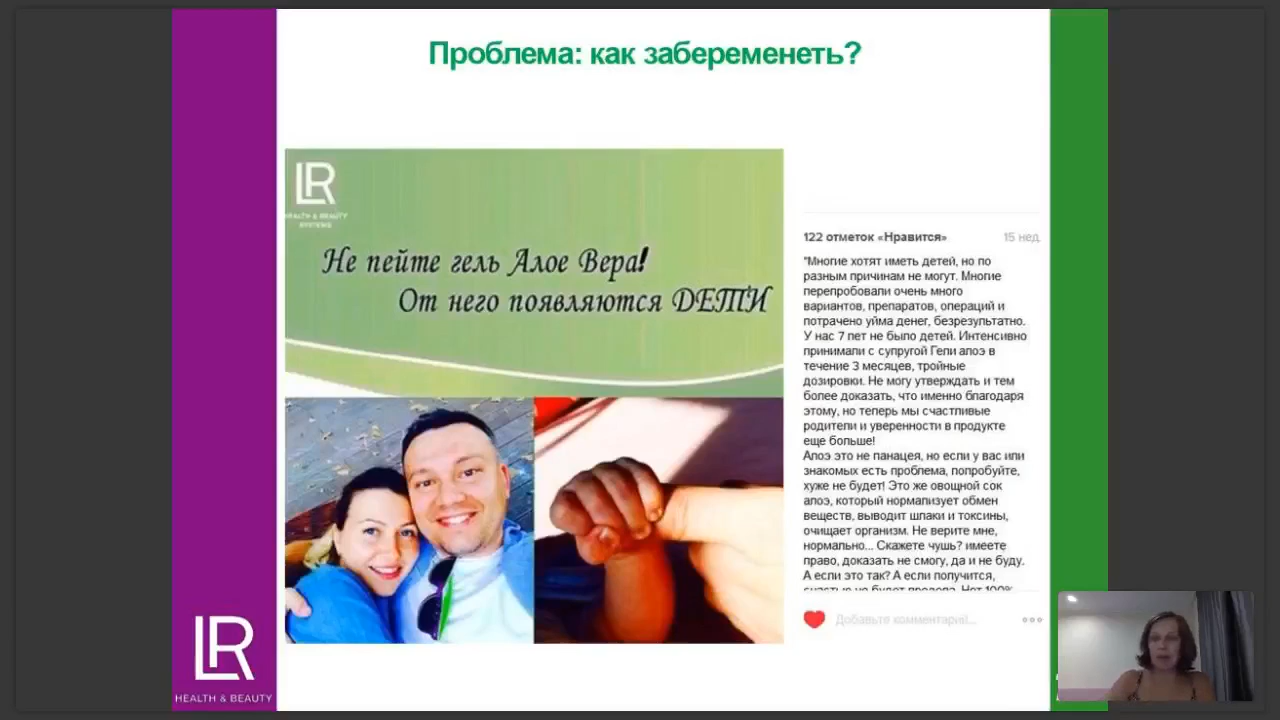 Проблема: как забеременеть?
LR
HEALTH & BEAUTY
SYSTEMS
Не пейте гель Алое Вера!
От него появляются ДЕТИ
122 отметок «Нравится» 15 нед.
"Многие хотят иметь детей, но по
разным причинам не могут. Многие
перепробовали очень много
вариантов, препаратов, операций и
потрачено уйма денег, безрезультатно.
У нас 7 лет не было детей. Интенсивно
принимали с супругой Гели алоэ в
течение 3 месяцев, тройные
дозировки. Не могу утверждать и тем
более доказать, что именно благодаря
этому, но теперь мы счастливые
родители и уверенности в продукте
еще больше!
Алоэ это не панацея, но если у вас или
знакомых есть проблема, попробуйте,
хуже не будет! Это же овощной сок
алоэ, который нормализует обмен
веществ, выводит шлаки и токсины,
очищает организм. Не верите мне,
нормально... Скажете чушь? имеете
право, доказать не смогу, да и не буду.
А если это так? А если получится,
Добавьте комментарий...
LR
HEALTH & BEAUTY